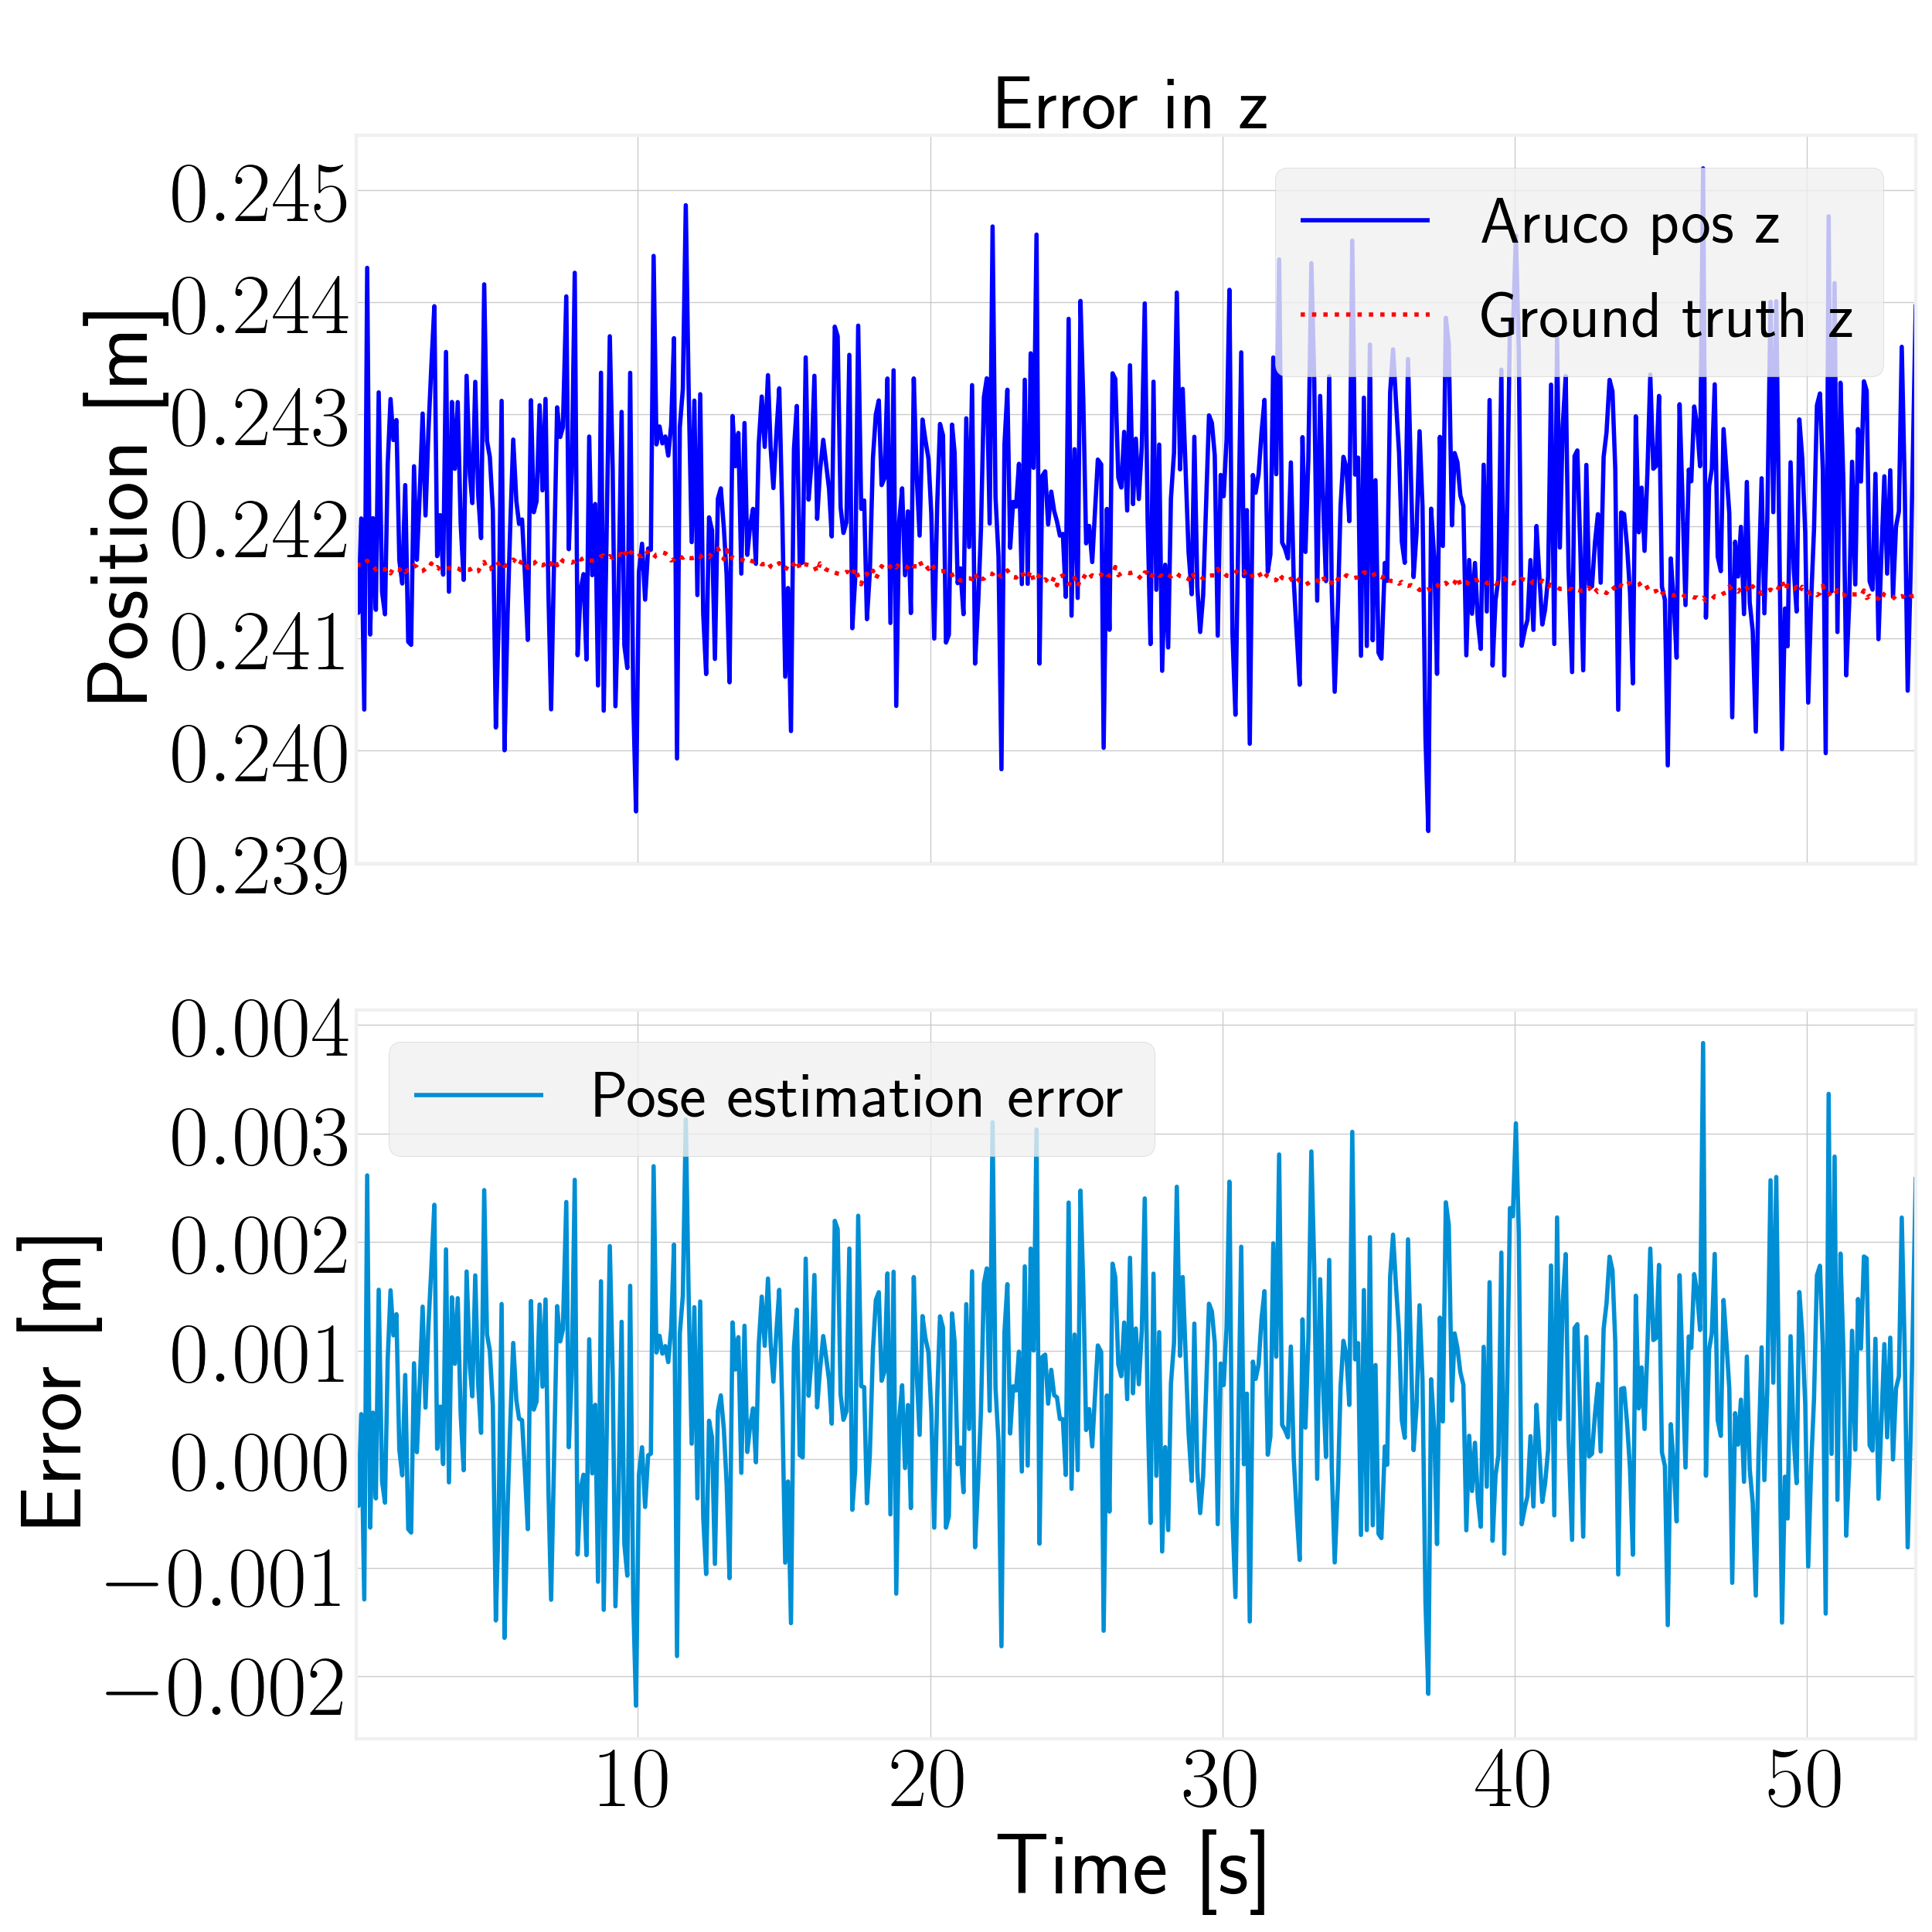 Error in z
Position [m]
0.245
0.244
0.243
0.242
0.241
0.240
0.239
Aruco pos z
Ground truth z
Error [m]
0.004
0.003
0.002
0.001
0.000
−0.001
−0.002
Pose estimation error
10 20 30 40 50
Time [s]